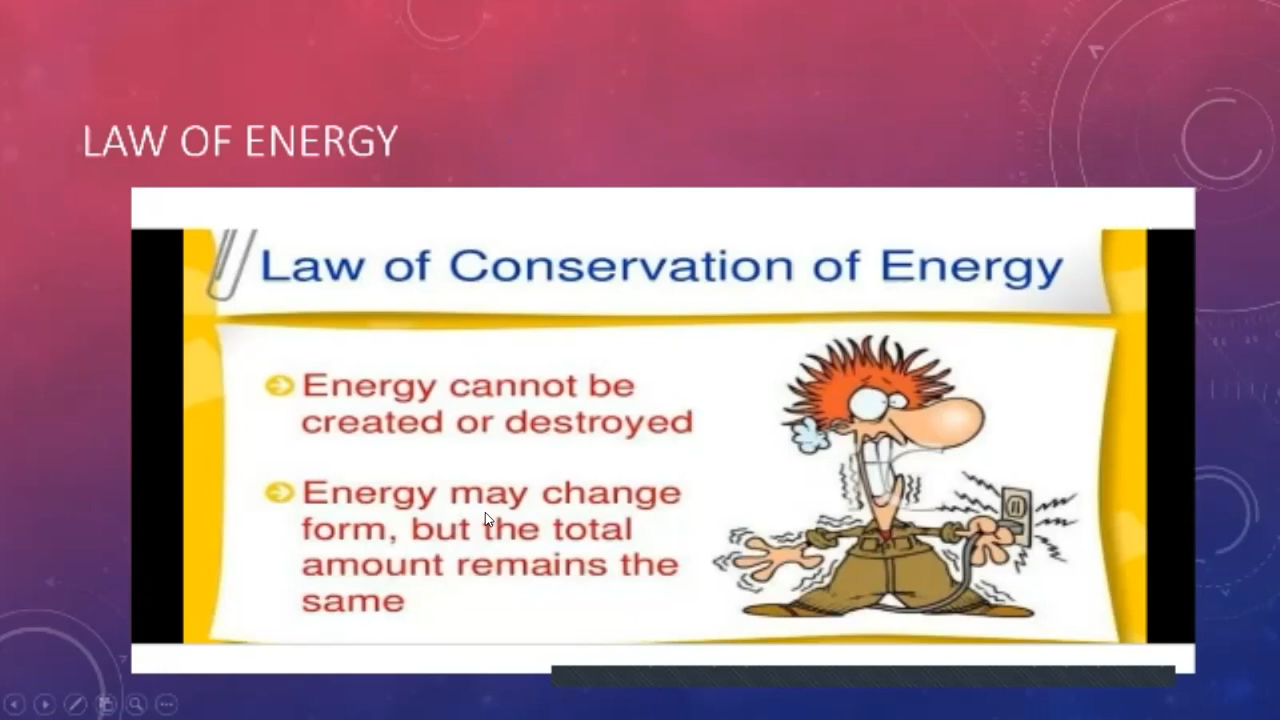 LAW OF ENERGY
Law of Conservation of Energy
Energy cannot be
created or destroyed
Energy may change
form, but the total
amount remains the
same